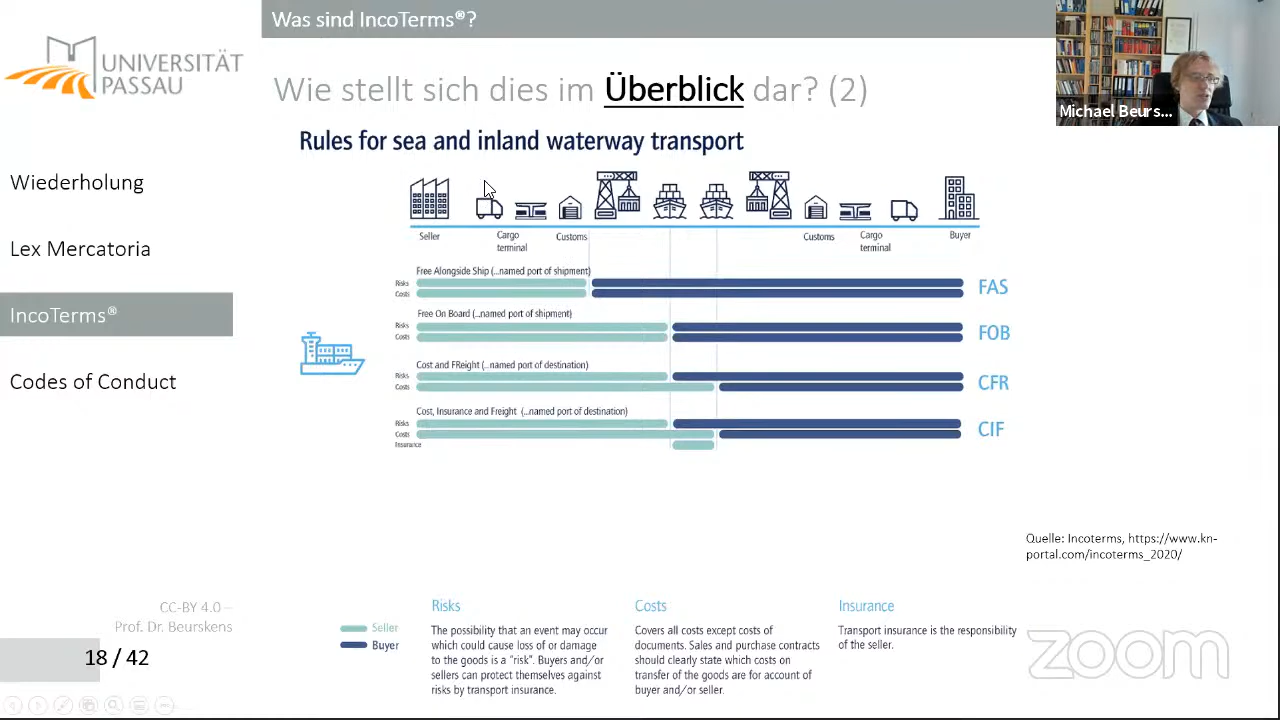 Was sind IncoTerms®?
UNIVERSITÄT
PASSAU
Wie stellt sich dies im Überblick dar? (2)
Michael Beurs...
Rules for sea and inland waterway transport
Wiederholung
Lex Mercatoria
IncoTerms®
Codes of Conduct
Seller
Cargo
terminal
Customs
Customs
Cargo
terminal
Buyer
Free Alongside Ship (...named port of shipment)
Risks
Costs
FAS
Free On Board (...named port of shipment)
Risks
Costs
FOB
Cost and FReight (...named port of destination)
Risks
Costs
CFR
Cost, Insurance and Freight (...named port of destination)
Risks
Costs
Insurance
CIF
Quelle: Incoterms, https://www.kn-
portal.com/incoterms_2020/
CC-BY 4.0 –
Prof. Dr. Beurskens
18 / 42
Seller
Buyer
Risks
The possibility that an event may occur
which could cause loss of or damage
to the goods is a "risk". Buyers and/or
sellers can protect themselves against
risks by transport insurance.
Costs
Covers all costs except costs of
documents. Sales and purchase contracts
should clearly state which costs on
transfer of the goods are for account of
buyer and/or seller.
Insurance
Transport insurance is the responsibility
of the seller.
zoom